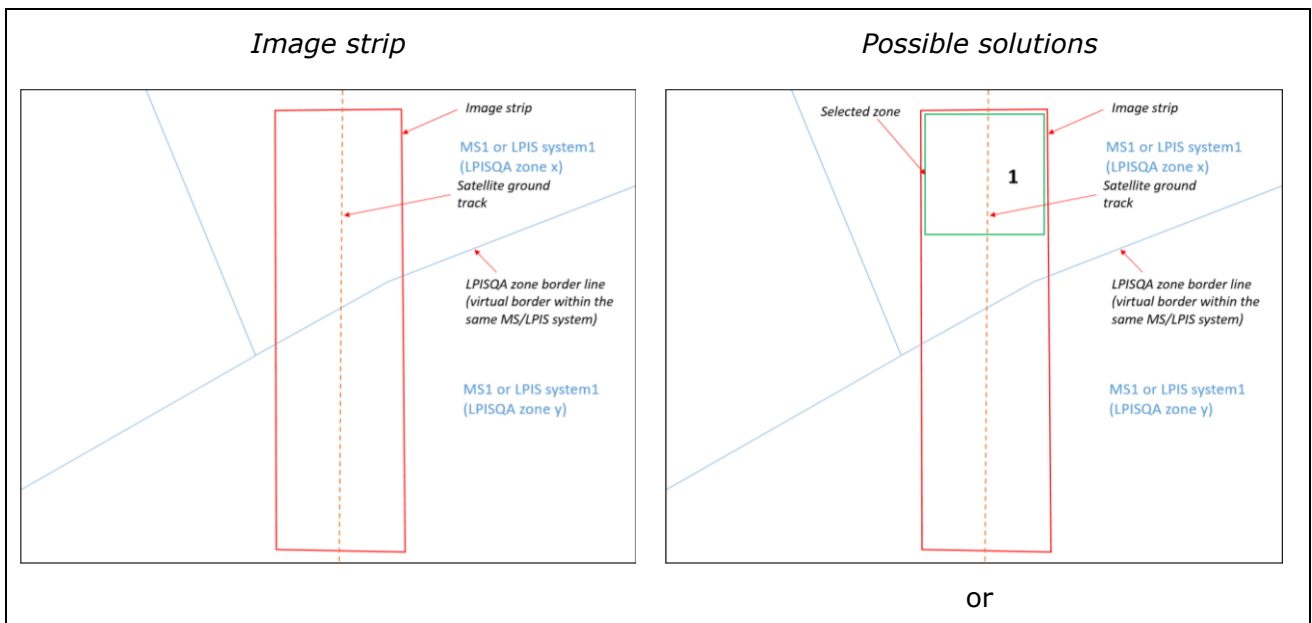 Image strip
Possible solutions
Image strip
MS1 or LPIS system1
(LPISQA zone x)
Satellite ground
track
LPISQA zone border line
(virtual border within the
same MS/LPIS system)
MS1 or LPIS system1
(LPISQA zone y)
Selected zone
Image strip
MS1 or LPIS system1
(LPISQA zone x)
1
Satellite ground
track
LPISQA zone border line
(virtual border within the
same MS/LPIS system)
MS1 or LPIS system1
(LPISQA zone y)
or